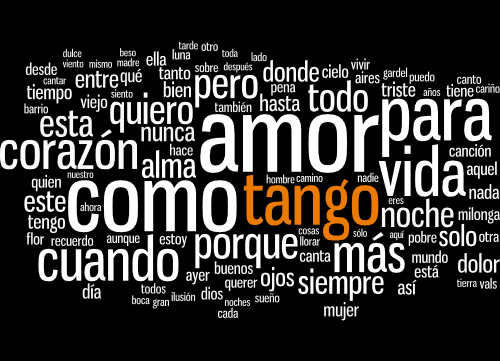 dulce beso tarde otro
viento mismo madre ella luna toda lado
desde entre qué tanto sobre después donde cielo vivir
cantar siento bien pero pena aires gardel puedo canto
tiempo viejo quiero también hasta todo triste años tiene cariño
barrio esta nunca amor para
corazón hace alma canción
quien nuestro hombre camino nadie vida aquel
este ahora como tango eres noche nada
tengo milonga
flor recuerdo aunque estoy porque cosas llorar sólo aquí pobre solo otra
cuando canta más mundo dolor
ayer buenos ojos siempre está
día todos querer así tierra vals
boca gran ilusión dios noches sueño
cada mujer